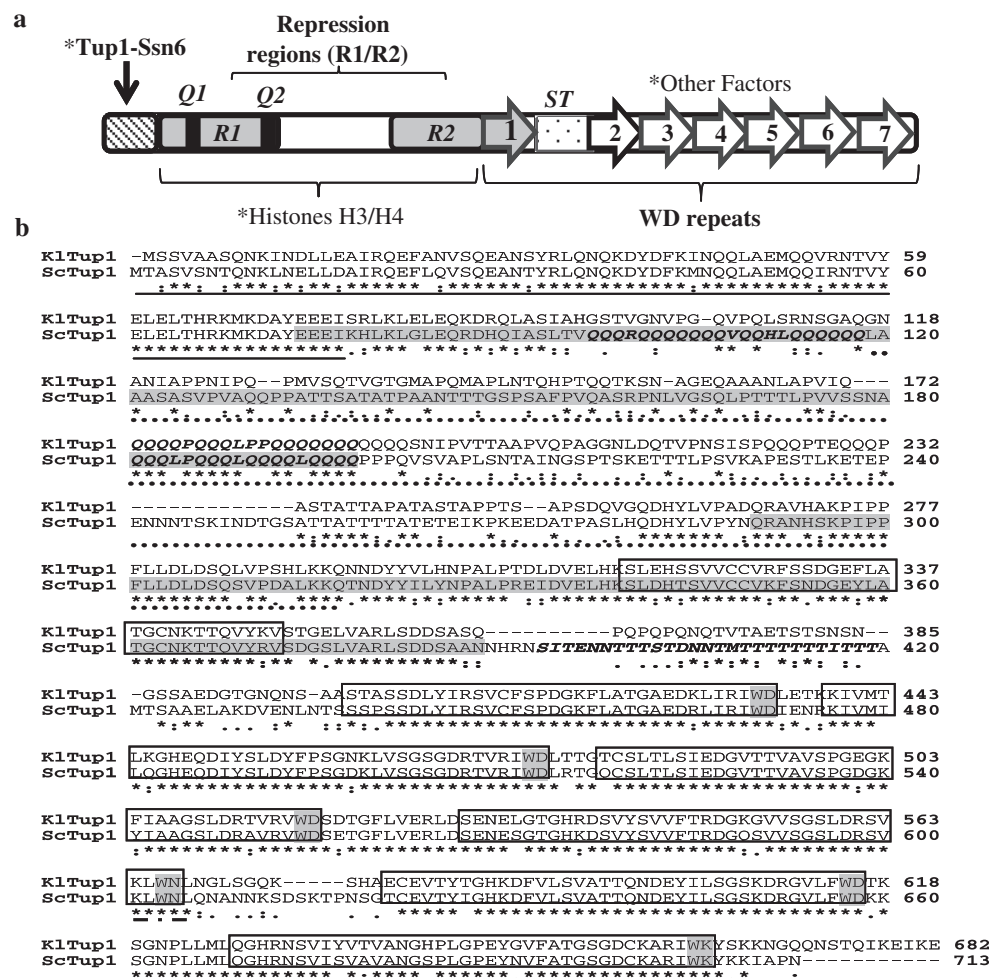 a
Repression
regions (R1/R2)
*Tup1-Ssn6
Q1 Q2 ST *Other Factors
R1 R2 1 2 3 4 5 6 7
*Histones H3/H4
WD repeats
b
KlTup1 -MSSVAASQNKINDLLEAIRQEFANVSQEANSYRLQNQKDYDFKINQQLAEMQQVRNTVY 59
ScTup1 MTASVSNTQNKLNELLDAIRQEFLQVSQEANTYRLQNQKDYDFKMNQQLAEMQQIRNTVY 60
KlTup1 ELELTHRKMKDAYEEEISRLKLELEQKDRQLASIAHGSTVGNVPG-QVPQLSRNSGAQGN 118
ScTup1 ELELTHRKMKDAYEEEIKHLKLGLEQRDHQIASLTVQQQRQQQQQQQVQQHLQQQQQQLA 120
KlTup1 ANIAPPNIPQ--PMVSQTVGTGMAPQMAPLNTQHPTQQTKSN-AGEQAAANLAPVIQ--- 172
ScTup1 AASASVPVAQQPPATTSATATPAANTTTGSPSAFPVQASRPNLVGSQLPTTTLPVVSSNA 180
KlTup1 QQQQPQQQLPPQQQQQQQQQQQSNIPVTTAAPVQPAGGNLDQTVPNSISPQQQPTEQQQP 232
ScTup1 QQQLPQQQLQQQQLQQQQPPPQVSVAPLSNTAINGSPTSKETTTLPSVKAPESTLKETEP 240
KlTup1 -------------ASTATTAPATASTAPPTS--APSDQVGQDHYLVPADQRAVHAKPIPP 277
ScTup1 ENNNTSKINDTGSATTATTTTATETEIKPKEEDATPASLHQDHYLVPYNQRANHSKPIPP 300
KlTup1 FLLDLDSQLVPSHLKKQNNDYYVLHNPALPTDLDVELHKSLEHSSVVCCVRFSSDGEFLA 337
ScTup1 FLLDLDSQSVPDALKKQTNDYYILYNPALPREIDVELHKSLDHTSVVCCVKFSNDGEYLA 360
KlTup1 TGCNKTTQVYKVSTGELVARLSDDSASQ----------PQPQPQNQTVTAETSTSNSN-- 385
ScTup1 TGCNKTTQVYRVSDGSLVARLSDDSAANNHRNSITENNTTTSTDNNTMTTTTTTTITTTA 420
KlTup1 -GSSAEDGTGNQNS-AASTASSDLYIRSVCFSPDGKFLATGAEDKLIRIWDLETKKIVMT 443
ScTup1 MTSAAELAKDVENLNTSSSPSSDLYIRSVCFSPDGKFLATGAEDRLIRIWDIENRKIVMI 480
KlTup1 LKGHEQDIYSLDYFPSGNKLVSGSGDRTVRIWDLTTGTCSLTLSIEDGVTTVAVSPGEGK 503
ScTup1 LQGHEQDIYSLDYFPSGDKLVSGSGDRTVRIWDLRTGQCSLTLSIEDGVTTVAVSPGDGK 540
KlTup1 FIAAGSLDRTVRVWDSDTGFLVERLDSENELGTGHRDSVYSVVFTRDGKGVVSGSLDRSV 563
ScTup1 YIAAGSLDRAVRVWDSETGFLVERLDSENESGTGHKDSVYSVVFTRDGQSVVSGSLDRSV 600
KlTup1 KLWNLNGLSGQK-----SHAECEVTYTGHKDFVLSVATTQNDEYILSGSKDRGVLFWDTK 618
ScTup1 KLWNLQNANNKSDSKTPNSGTCEVTYIGHKDFVLSVATTQNDEYILSGSKDRGVLFWDKK 660
KlTup1 SGNPLLMLQGHRNSVIYVTVANGHPLGPEYGVFATGSGDCKARIWKYSKKNGQQNSTQIKEIKE 682
ScTup1 SGNPLLMLQGHRNSVISVAVANGSPLGPEYNVFATGSGDCKARIWKYKKIAPN----------- 713